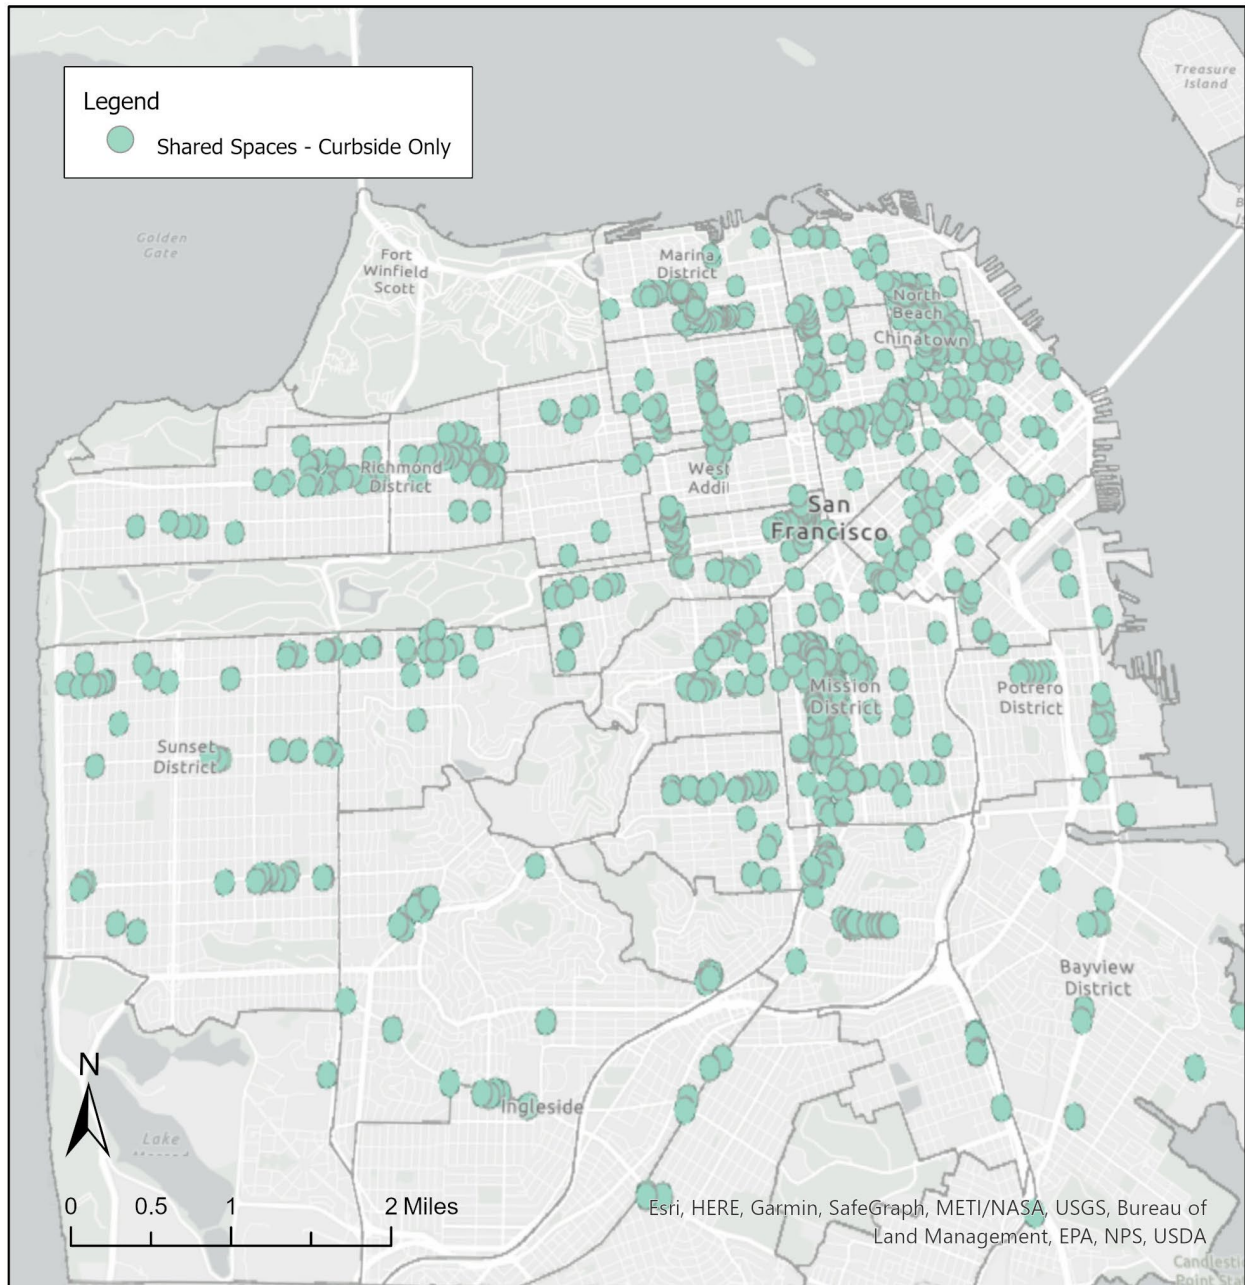 Legend
Shared Spaces - Curbside Only
Treasure
Island
Golden
Gate
Fort
Winfield
Scott
Marina
District
North
Beach
Chinatown
Richmond
District
West
San
Francisco
Mission
District
Potrero
District
Sunset
District
Bayview
District
N
Ingleside
Lake
0 0.5 1 2 Miles
Esri, HERE, Garmin, SafeGraph, METI/NASA, USGS, Bureau of
Land Management, EPA, NPS, USDA